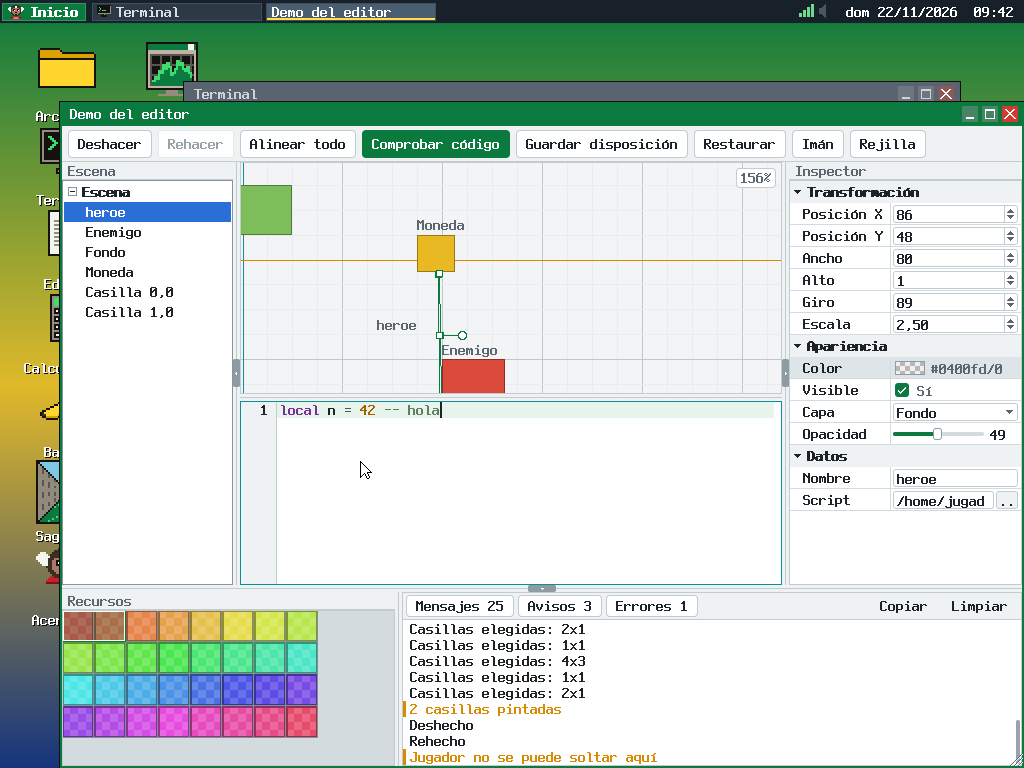 Inicio
Terminal
Demo del editor
dom 22/11/2026 09:42
Terminal
Demo del editor
Deshacer
Rehacer
Alinear todo
Comprobar código
Guardar disposición
Restaurar
Imán
Rejilla
Escena
Escena
heroe
Enemigo
Fondo
Moneda
Casilla 0,0
Casilla 1,0
156%
Moneda
heroe
Enemigo
1 local n = 42 -- hola
Inspector
Transformación
Posición X 86
Posición Y 48
Ancho 80
Alto 1
Giro 89
Escala 2,50
Apariencia
Color #0400fd/0
Visible Sí
Capa Fondo
Opacidad 49
Datos
Nombre heroe
Script /home/jugad ..
Recursos
Mensajes 25
Avisos 3
Errores 1
Copiar
Limpiar
Casillas elegidas: 2x1
Casillas elegidas: 1x1
Casillas elegidas: 4x3
Casillas elegidas: 1x1
Casillas elegidas: 2x1
2 casillas pintadas
Deshecho
Rehecho
Jugador no se puede soltar aquí